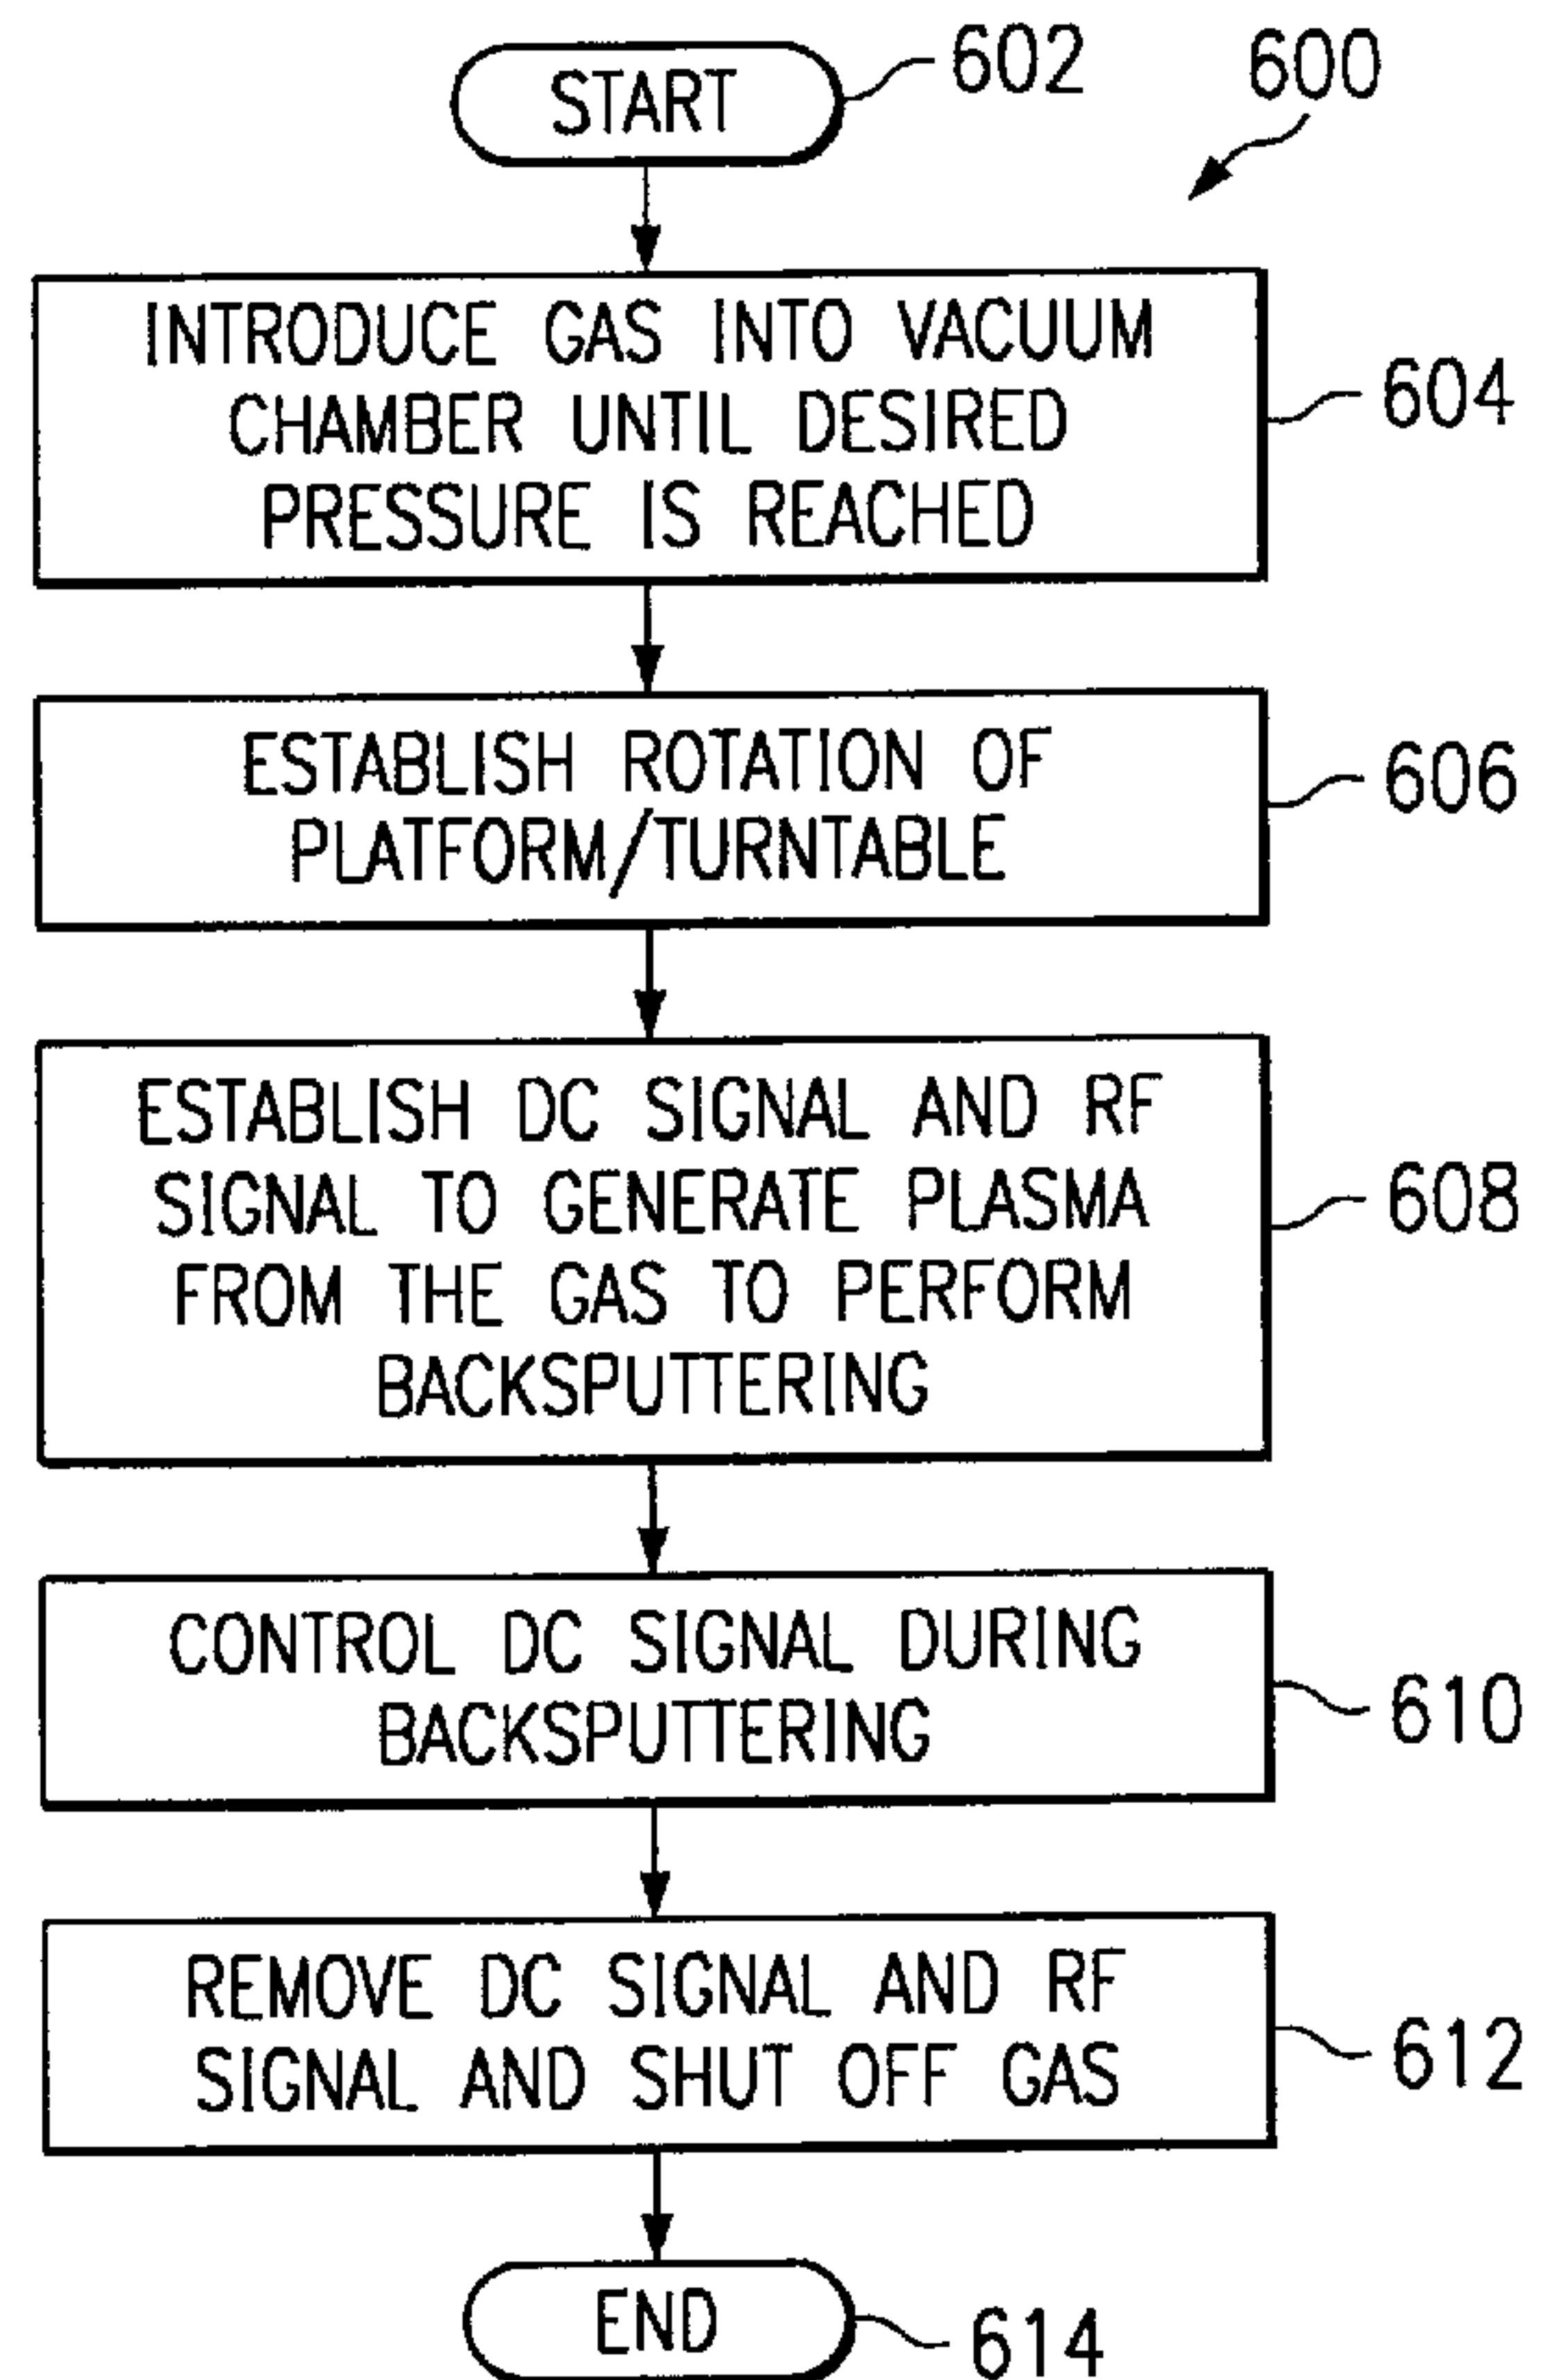 START
602
600
INTRODUCE GAS INTO VACUUM
CHAMBER UNTIL DESIRED
PRESSURE IS REACHED
604
ESTABLISH ROTATION OF
PLATFORM/TURNTABLE
606
ESTABLISH DC SIGNAL AND RF
SIGNAL TO GENERATE PLASMA
FROM THE GAS TO PERFORM
BACKSPUTTERING
608
CONTROL DC SIGNAL DURING
BACKSPUTTERING
610
REMOVE DC SIGNAL AND RF
SIGNAL AND SHUT OFF GAS
612
END
614